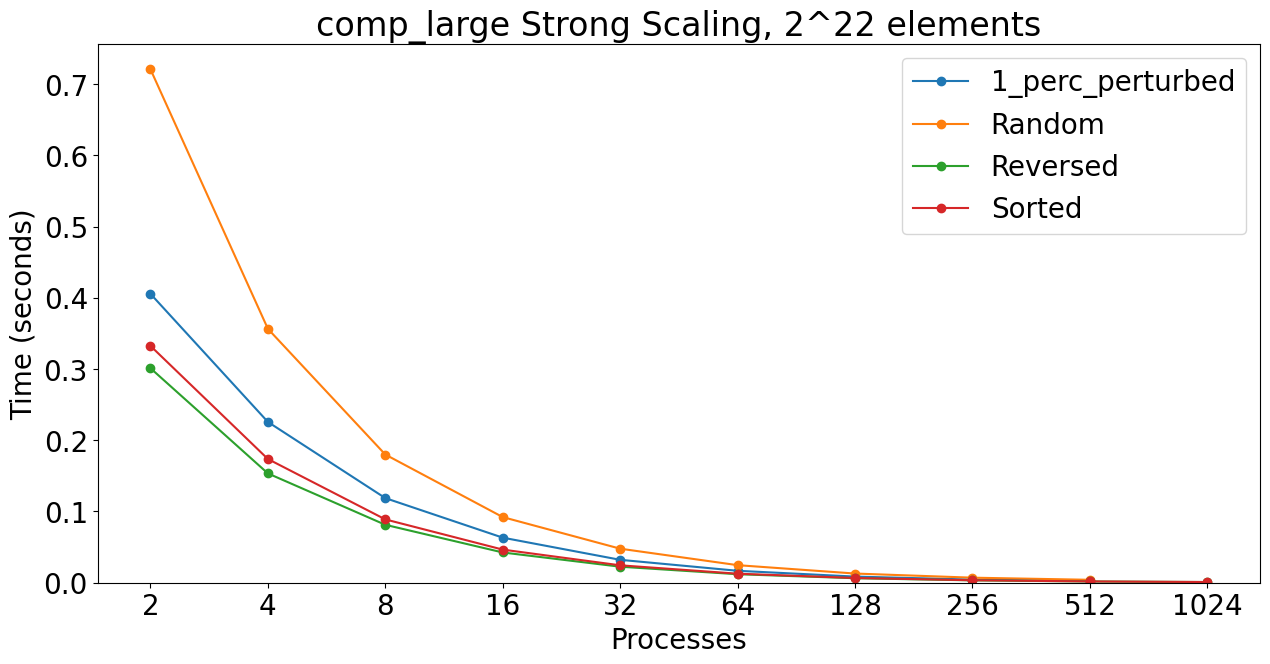 comp_large Strong Scaling, 2^22 elements
1_perc_perturbed
Random
Reversed
Sorted
Time (seconds)
0.7
0.6
0.5
0.4
0.3
0.2
0.1
0.0
2 4 8 16 32 64 128 256 512 1024
Processes